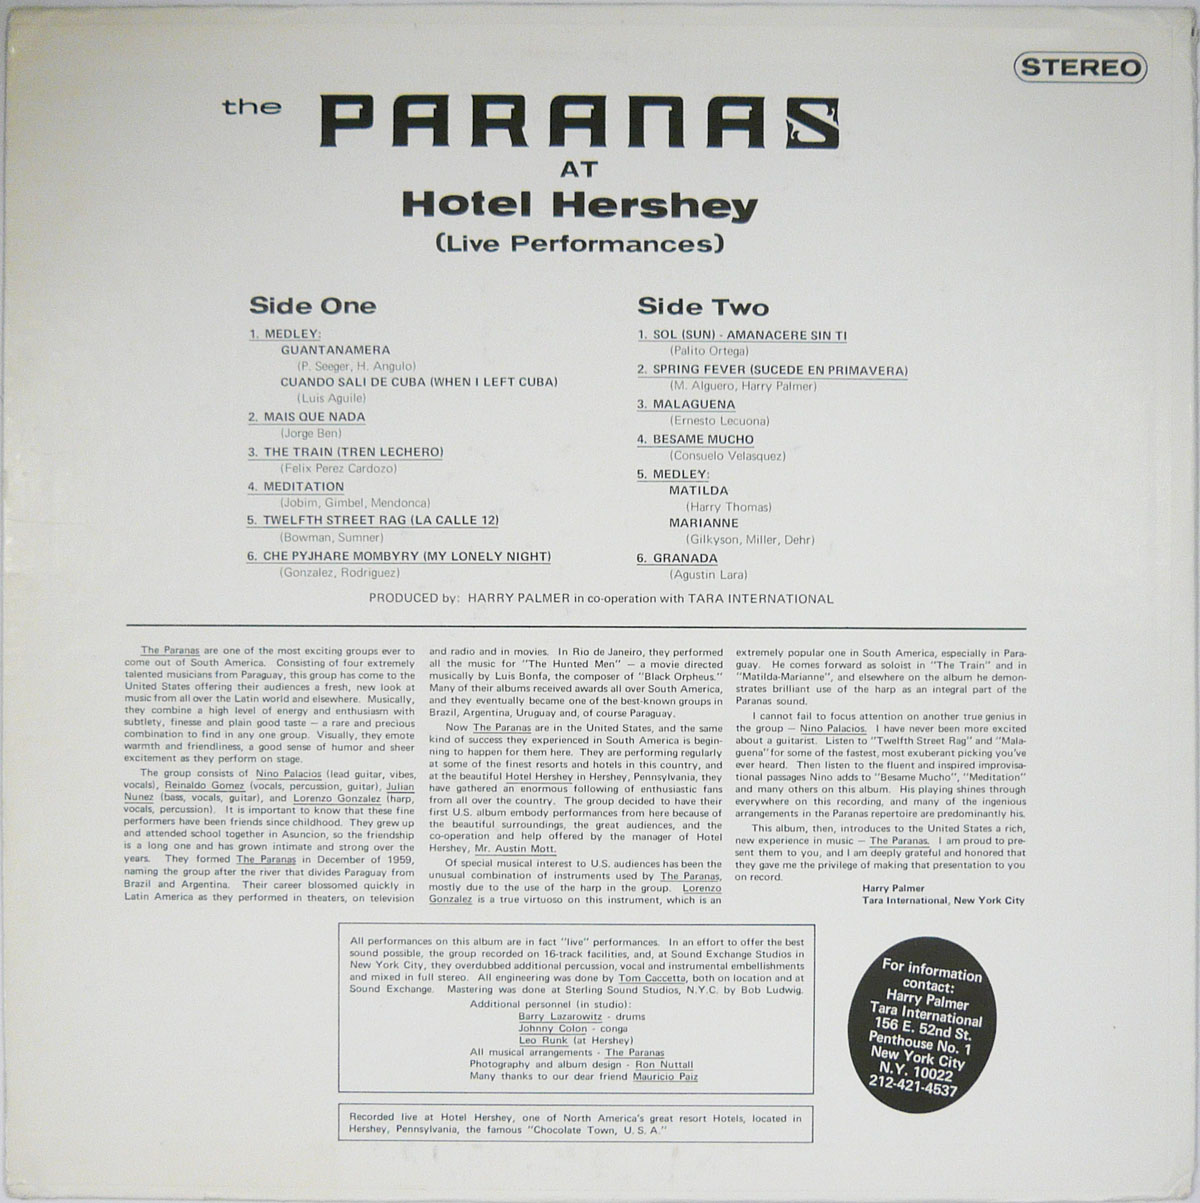 STEREO
the PARANAS
AT
Hotel Hershey
(Live Performances)
Side One
1. MEDLEY:
GUANTANAMERA
(P. Seeger, H. Angulo)
CUANDO SALI DE CUBA (WHEN I LEFT CUBA)
(Luis Aguile)
2. MAIS QUE NADA
(Jorge Ben)
3. THE TRAIN (TREN LECHERO)
(Felix Perez Cardozo)
4. MEDITATION
(Jobim, Gimbel, Mendonca)
5. TWELFTH STREET RAG (LA CALLE 12)
(Bowman, Sumner)
6. CHE PYJHARE MOMBYRY (MY LONELY NIGHT)
(Gonzalez, Rodriguez)
Side Two
1. SOL (SUN) - AMANACERE SIN TI
(Palito Ortega)
2. SPRING FEVER (SUCEDE EN PRIMAVERA)
(M. Alguero, Harry Palmer)
3. MALAGUENA
(Ernesto Lecuona)
4. BESAME MUCHO
(Consuelo Velasquez)
5. MEDLEY:
MATILDA
(Harry Thomas)
MARIANNE
(Gilkyson, Miller, Dehr)
6. GRANADA
(Agustin Lara)
PRODUCED by: HARRY PALMER in co-operation with TARA INTERNATIONAL
The Paranas are one of the most exciting groups ever to
come out of South America. Consisting of four extremely
talented musicians from Paraguay, this group has come to the
United States offering their audiences a fresh, new look at
music from all over the Latin world and elsewhere. Musically,
they combine a high level of energy and enthusiasm with
subtlety, finesse and plain good taste — a rare and precious
combination to find in any one group. Visually, they emote
warmth and friendliness, a good sense of humor and sheer
excitement as they perform on stage.
The group consists of Nino Palacios (lead guitar, vibes,
vocals), Reinaldo Gomez (vocals, percussion, guitar), Julian
Nunez (bass, vocals, guitar), and Lorenzo Gonzalez (harp,
vocals, percussion). It is important to know that these fine
performers have been friends since childhood. They grew up
and attended school together in Asuncion, so the friendship
is a long one and has grown intimate and strong over the
years. They formed The Paranas in December of 1959,
naming the group after the river that divides Paraguay from
Brazil and Argentina. Their career blossomed quickly in
Latin America as they performed in theaters, on television
and radio and in movies. In Rio de Janeiro, they performed
all the music for "The Hunted Men" — a movie directed
musically by Luis Bonfa, the composer of "Black Orpheus."
Many of their albums received awards all over South America,
and they eventually became one of the best-known groups in
Brazil, Argentina, Uruguay and, of course Paraguay.
Now The Paranas are in the United States, and the same
kind of success they experienced in South America is begin-
ning to happen for them here. They are performing regularly
at some of the finest resorts and hotels in this country, and
at the beautiful Hotel Hershey in Hershey, Pennsylvania, they
have gathered an enormous following of enthusiastic fans
from all over the country. The group decided to have their
first U.S. album embody performances from here because of
the beautiful surroundings, the great audiences, and the
co-operation and help offered by the manager of Hotel
Hershey, Mr. Austin Mott.
Of special musical interest to U.S. audiences has been the
unusual combination of instruments used by The Paranas,
mostly due to the use of the harp in the group. Lorenzo
Gonzalez is a true virtuoso on this instrument, which is an
extremely popular one in South America, especially in Para-
guay. He comes forward as soloist in "The Train" and in
"Matilda-Marianne", and elsewhere on the album he demon-
strates brilliant use of the harp as an integral part of the
Paranas sound.
I cannot fail to focus attention on another true genius in
the group — Nino Palacios. I have never been more excited
about a guitarist. Listen to "Twelfth Street Rag" and "Mala-
guena" for some of the fastest, most exuberant picking you've
ever heard. Then listen to the fluent and inspired improvisa-
tional passages Nino adds to "Besame Mucho", "Meditation"
and many others on this album. His playing shines through
everywhere on this recording, and many of the ingenious
arrangements in the Paranas repertoire are predominantly his.
This album, then, introduces to the United States a rich,
new experience in music — The Paranas. I am proud to pre-
sent them to you, and I am deeply grateful and honored that
they gave me the privilege of making that presentation to you
on record.
Harry Palmer
Tara International, New York City
All performances on this album are in fact "live" performances. In an effort to offer the best
sound possible, the group recorded on 16-track facilities, and, at Sound Exchange Studios in
New York City, they overdubbed additional percussion, vocal and instrumental embellishments
and mixed in full stereo. All engineering was done by Tom Caccetta, both on location and at
Sound Exchange. Mastering was done at Sterling Sound Studios, N.Y.C. by Bob Ludwig.
Additional personnel (in studio):
Barry Lazarowitz - drums
Johnny Colon - conga
Leo Runk (at Hershey)
All musical arrangements - The Paranas
Photography and album design - Ron Nuttall
Many thanks to our dear friend Mauricio Paiz
For information
contact:
Harry Palmer
Tara International
156 E. 52nd St.
Penthouse No. 1
New York City
N.Y. 10022
212-421-4537
Recorded live at Hotel Hershey, one of North America's great resort Hotels, located in
Hershey, Pennsylvania, the famous "Chocolate Town, U. S. A."